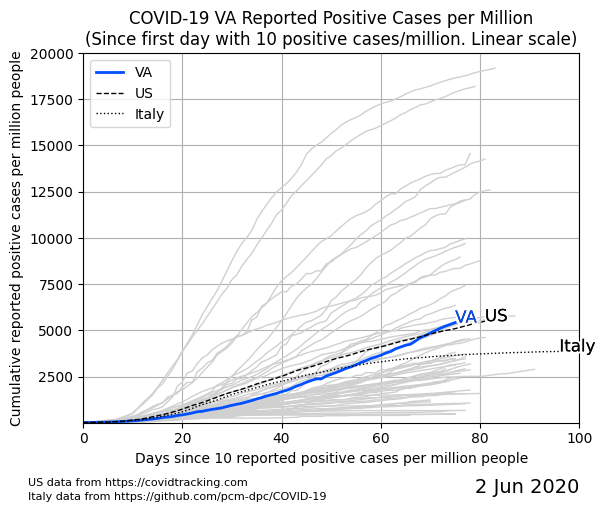 COVID-19 VA Reported Positive Cases per Million
(Since first day with 10 positive cases/million. Linear scale)
Cumulative reported positive cases per million people
20000
17500
15000
12500
10000
7500
5000
2500
VA
US
Italy
VA
US
Italy
0
20
40
60
80
100
Days since 10 reported positive cases per million people
US data from https://covidtracking.com
Italy data from https://github.com/pcm-dpc/COVID-19
2 Jun 2020